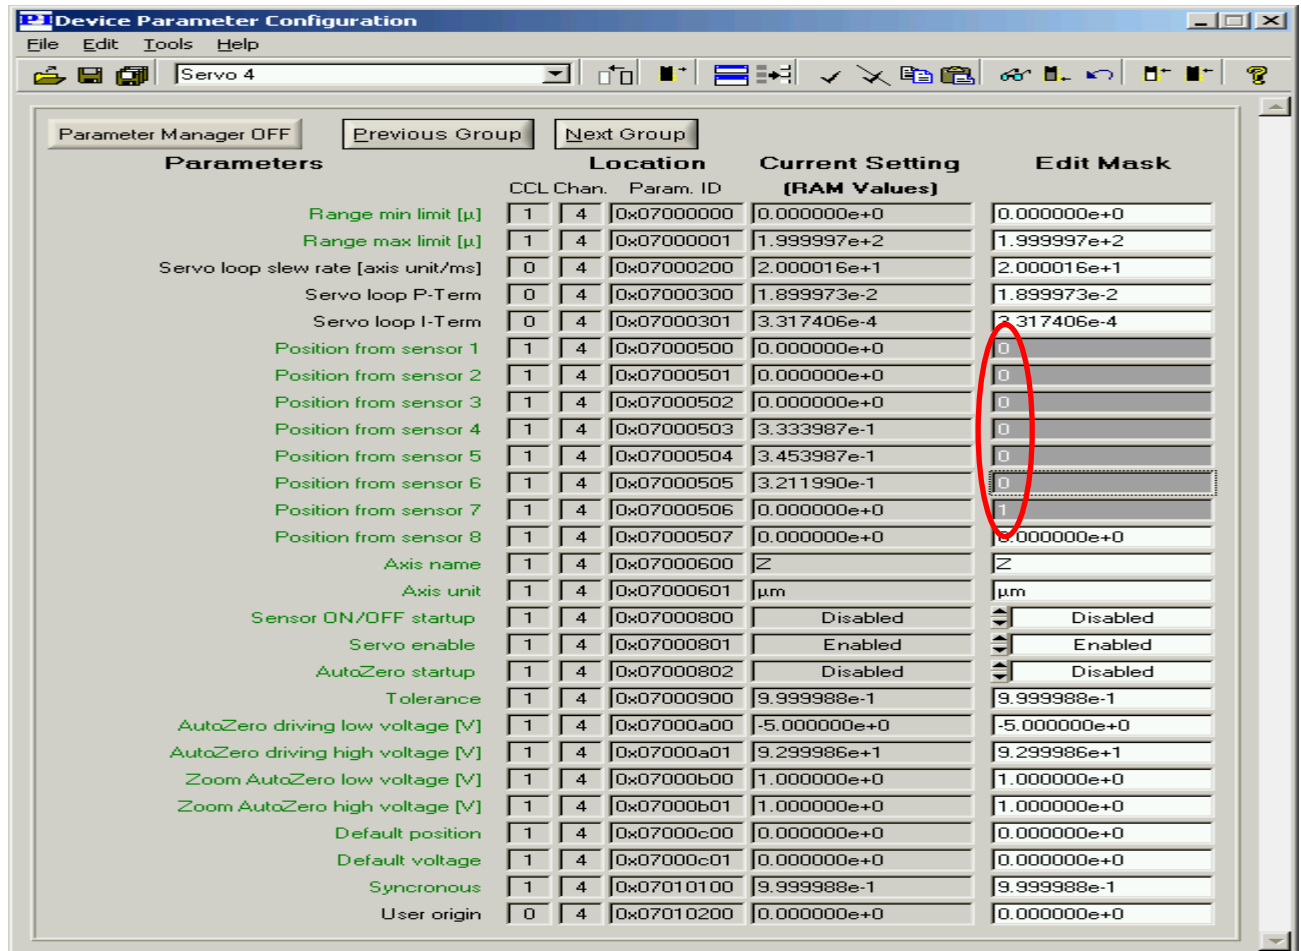 PI Device Parameter Configuration
File Edit Tools Help
Servo 4
Parameter Manager OFF Previous Group Next Group
Parameters Location Current Setting Edit Mask
CCL Chan. Param. ID (RAM Values)
Range min limit [µ] 1 4 0x07000000 0.000000e+0 0.000000e+0
Range max limit [µ] 1 4 0x07000001 1.999997e+2 1.999997e+2
Servo loop slew rate [axis unit/ms] 0 4 0x07000200 2.000016e+1 2.000016e+1
Servo loop P-Term 0 4 0x07000300 1.899973e-2 1.899973e-2
Servo loop I-Term 0 4 0x07000301 3.317406e-4 3.317406e-4
Position from sensor 1 1 4 0x07000500 0.000000e+0 0
Position from sensor 2 1 4 0x07000501 0.000000e+0 0
Position from sensor 3 1 4 0x07000502 0.000000e+0 0
Position from sensor 4 1 4 0x07000503 3.333987e-1 0
Position from sensor 5 1 4 0x07000504 3.453987e-1 0
Position from sensor 6 1 4 0x07000505 3.211990e-1 0
Position from sensor 7 1 4 0x07000506 0.000000e+0 1
Position from sensor 8 1 4 0x07000507 0.000000e+0 0.000000e+0
Axis name 1 4 0x07000600 Z Z
Axis unit 1 4 0x07000601 µm µm
Sensor ON/OFF startup 1 4 0x07000800 Disabled Disabled
Servo enable 1 4 0x07000801 Enabled Enabled
AutoZero startup 1 4 0x07000802 Disabled Disabled
Tolerance 1 4 0x07000900 9.999988e-1 9.999988e-1
AutoZero driving low voltage [V] 1 4 0x07000a00 -5.000000e+0 -5.000000e+0
AutoZero driving high voltage [V] 1 4 0x07000a01 9.299986e+1 9.299986e+1
Zoom AutoZero low voltage [V] 1 4 0x07000b00 1.000000e+0 1.000000e+0
Zoom AutoZero high voltage [V] 1 4 0x07000b01 1.000000e+0 1.000000e+0
Default position 1 4 0x07000c00 0.000000e+0 0.000000e+0
Default voltage 1 4 0x07000c01 0.000000e+0 0.000000e+0
Syncronous 1 4 0x07010100 9.999988e-1 9.999988e-1
User origin 0 4 0x07010200 0.000000e+0 0.000000e+0